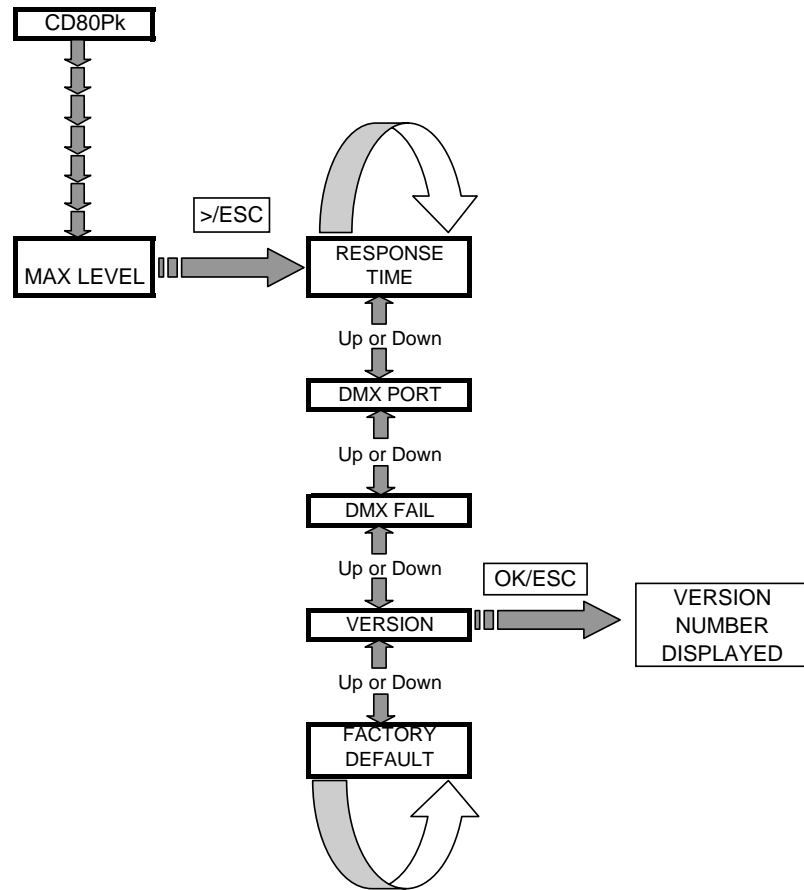 CD80Pk
>/ESC
MAX LEVEL
RESPONSE
TIME
Up or Down
DMX PORT
Up or Down
DMX FAIL
Up or Down
OK/ESC
VERSION
VERSION
NUMBER
DISPLAYED
Up or Down
FACTORY
DEFAULT